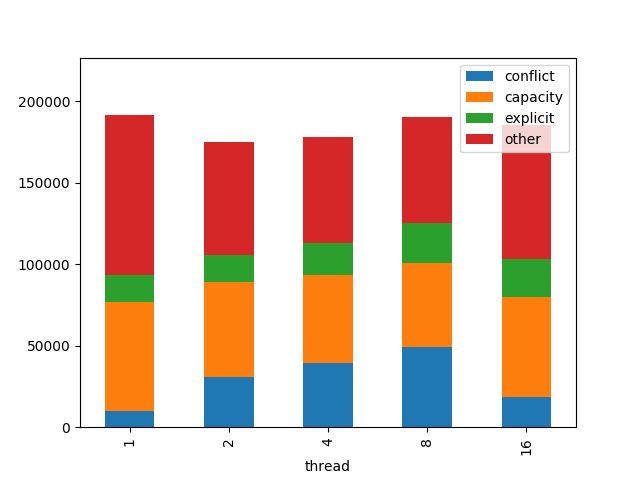 conflict
capacity
explicit
other
200000
150000
100000
50000
0
1
2
4
8
16
thread